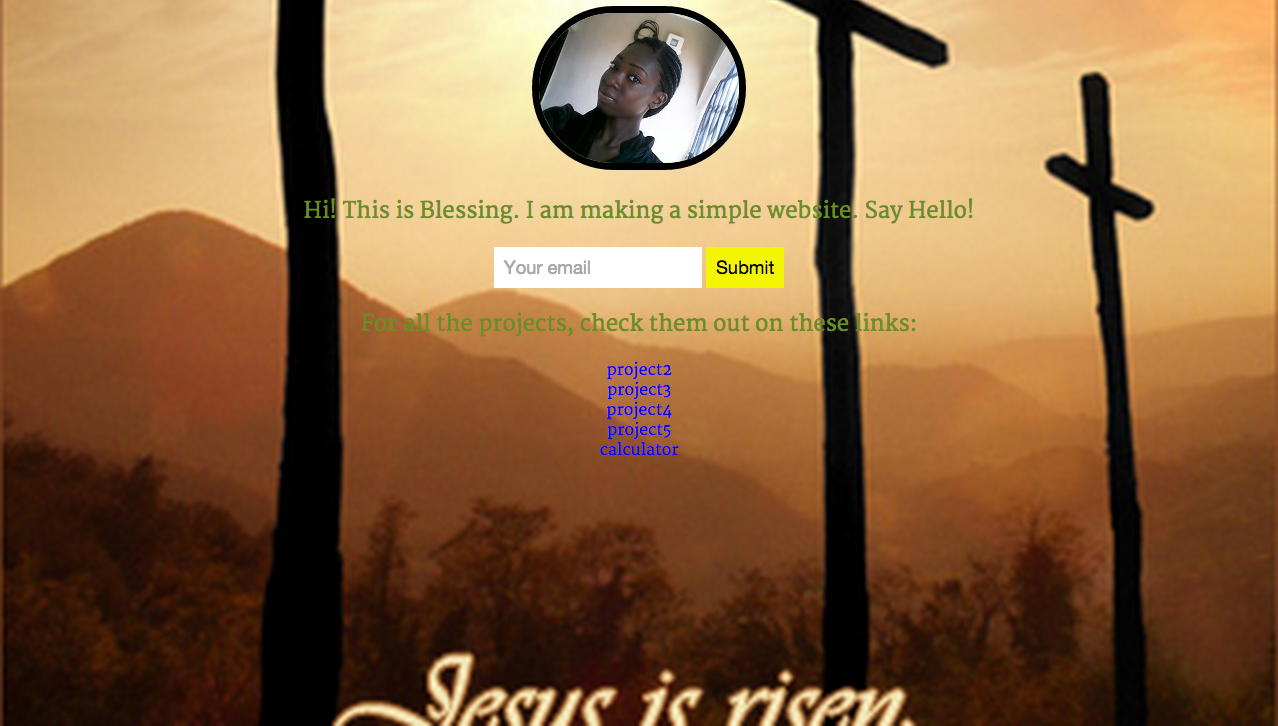 Hi! This is Blessing. I am making a simple website. Say Hello!
Your email Submit
For all the projects, check them out on these links:
project2
project3
project4
project5
calculator
Jesus is risen.